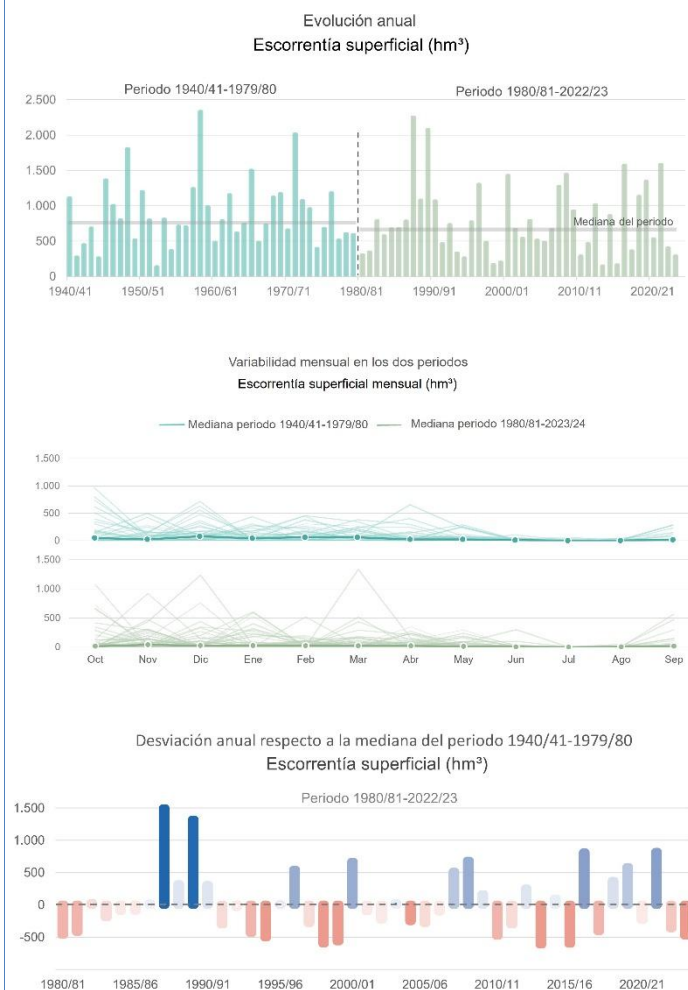 Evolución anual
Escorrentía superficial (hm³)
Periodo 1940/41-1979/80
Periodo 1980/81-2022/23
2.500
2.000
1.500
1.000
500
0
Mediana del periodo
1940/41 1950/51 1960/61 1970/71 1980/81 1990/91 2000/01 2010/11 2020/21
Variabilidad mensual en los dos periodos
Escorrentía superficial mensual (hm³)
Mediana periodo 1940/41-1979/80 Mediana periodo 1980/81-2023/24
1.500
1.000
500
0
1.500
1.000
500
0
Oct Nov Dic Ene Feb Mar Abr May Jun Jul Ago Sep
Desviación anual respecto a la mediana del periodo 1940/41-1979/80
Escorrentía superficial (hm³)
Periodo 1980/81-2022/23
1.500
1.000
500
0
-500
1980/81 1985/86 1990/91 1995/96 2000/01 2005/06 2010/11 2015/16 2020/21